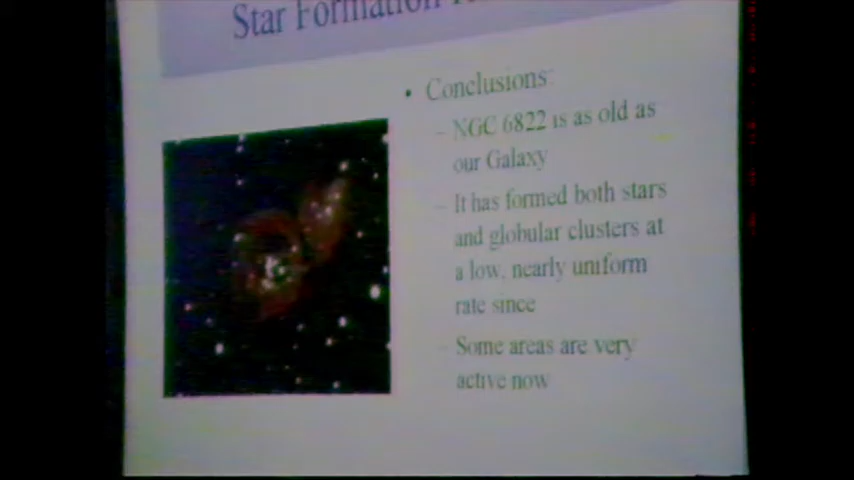 Star Formation
• Conclusions:
– NGC 6822 is as old as
our Galaxy
– It has formed both stars
and globular clusters at
a low, nearly uniform
rate since
– Some areas are very
active now